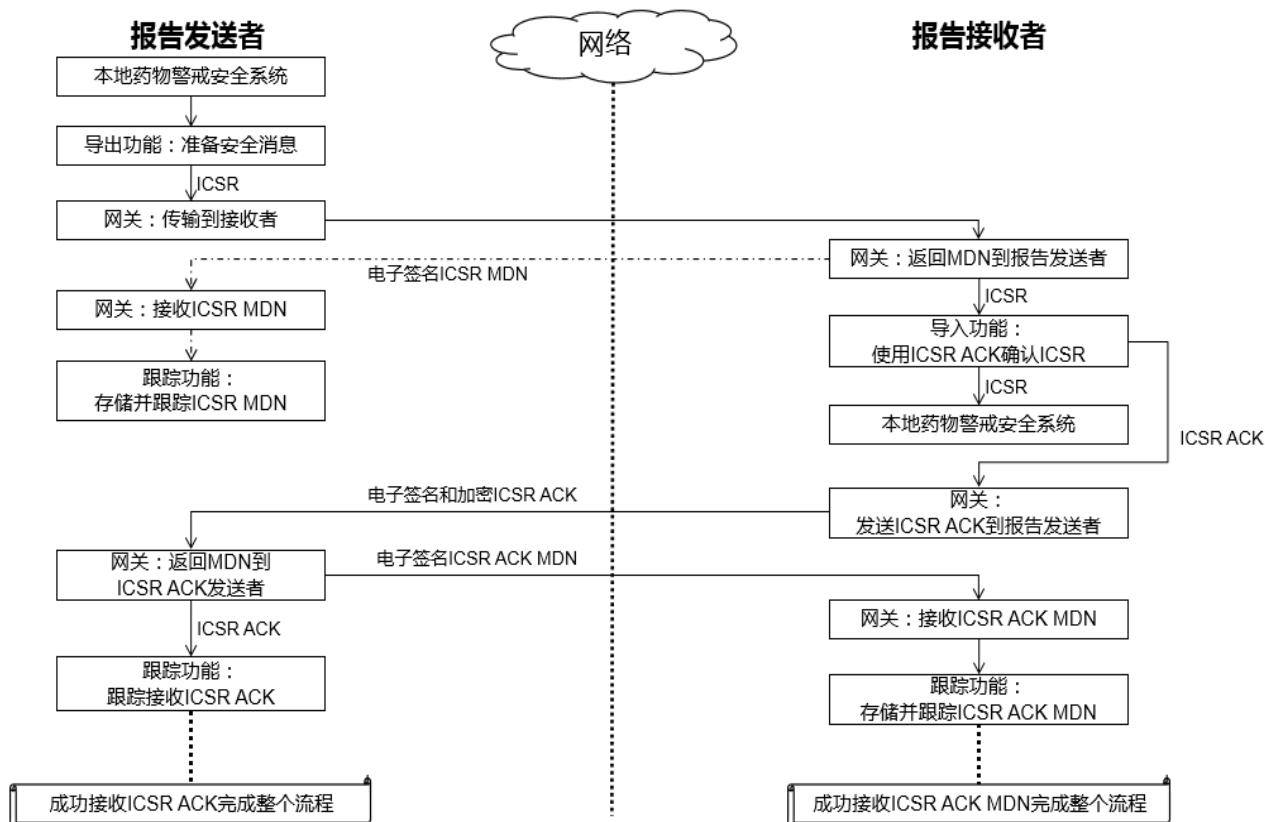 报告发送者
网络
报告接收者
本地药物警戒安全系统
导出功能：准备安全消息
ICSR
网关：传输到接收者
网关：返回MDN到报告发送者
电子签名ICSR MDN
ICSR
网关：接收ICSR MDN
导入功能：
使用ICSR ACK确认ICSR
跟踪功能：
存储并跟踪ICSR MDN
ICSR
本地药物警戒安全系统
ICSR ACK
电子签名和加密ICSR ACK
网关：
发送ICSR ACK到报告发送者
网关：返回MDN到
ICSR ACK发送者
电子签名ICSR ACK MDN
网关：接收ICSR ACK MDN
ICSR ACK
跟踪功能：
跟踪接收ICSR ACK
跟踪功能：
存储并跟踪ICSR ACK MDN
成功接收ICSR ACK完成整个流程
成功接收ICSR ACK MDN完成整个流程